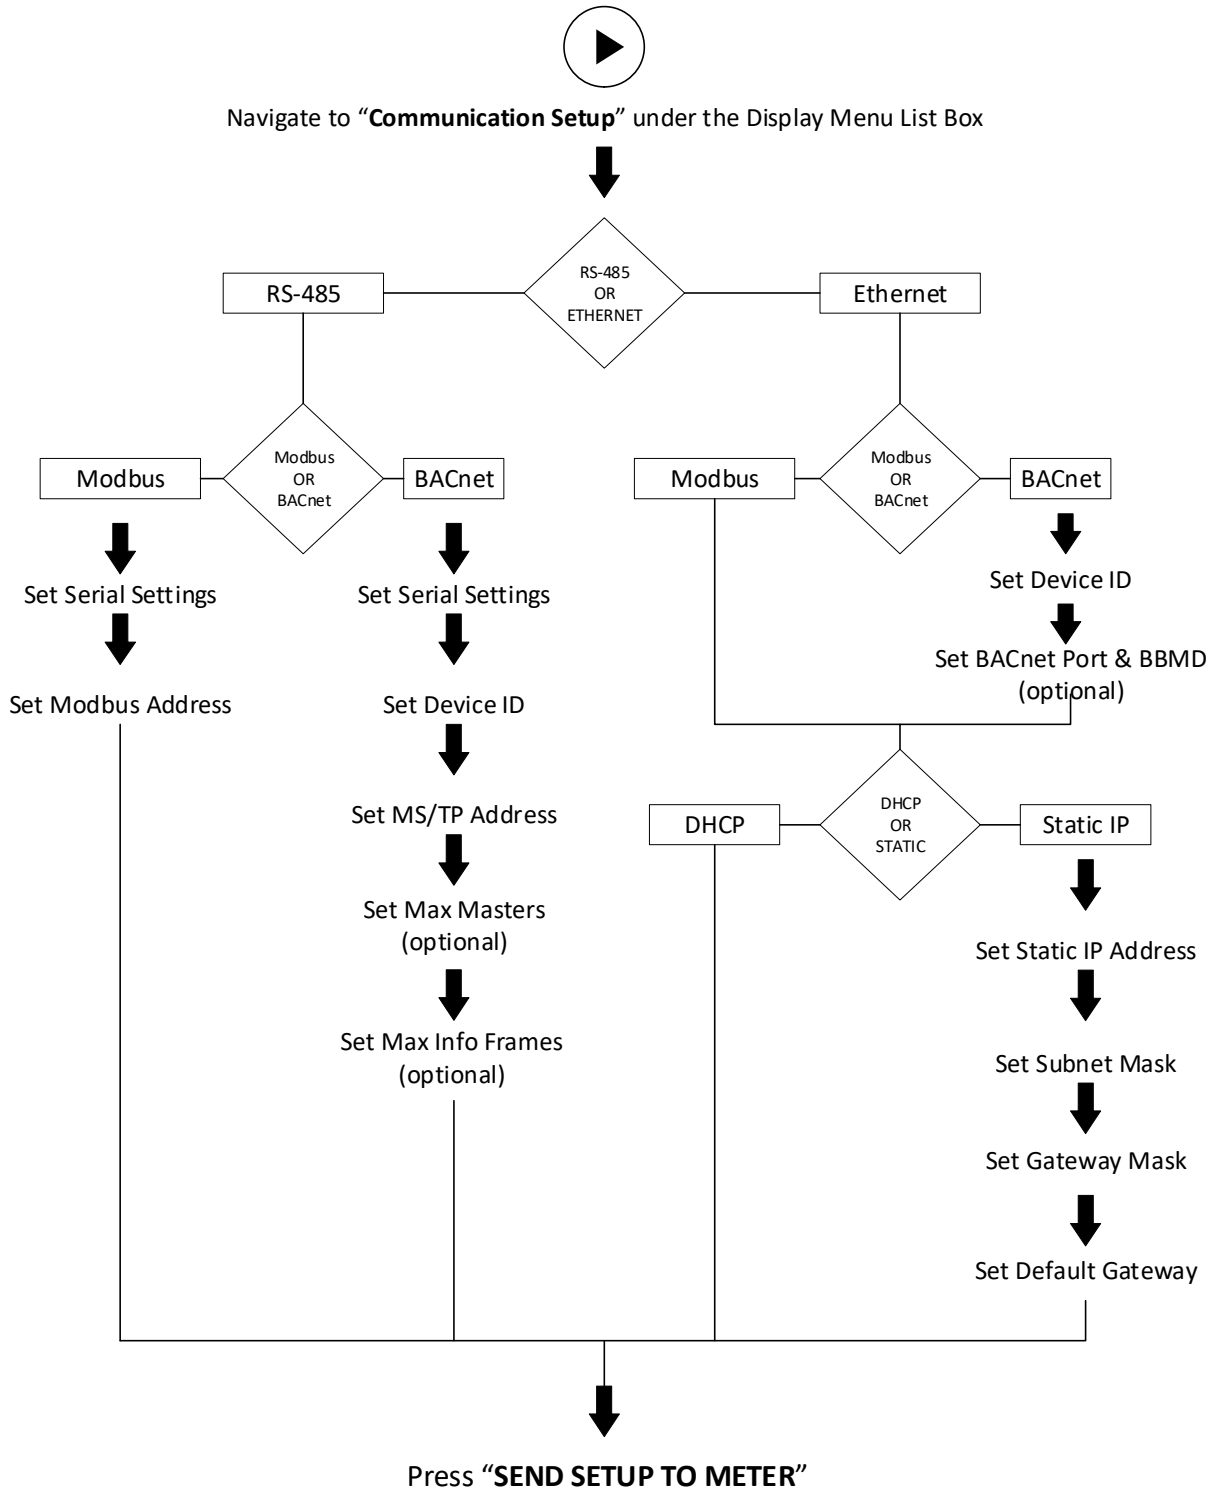 Navigate to “Communication Setup” under the Display Menu List Box
RS-485
OR
ETHERNET
RS-485
Ethernet
Modbus
OR
BACnet
Modbus
BACnet
Set Serial Settings
Set Modbus Address
Set Serial Settings
Set Device ID
Set MS/TP Address
Set Max Masters
(optional)
Set Max Info Frames
(optional)
Modbus
OR
BACnet
Modbus
BACnet
Set Device ID
Set BACnet Port & BBMD
(optional)
DHCP
OR
STATIC
DHCP
Static IP
Set Static IP Address
Set Subnet Mask
Set Gateway Mask
Set Default Gateway
Press “SEND SETUP TO METER”